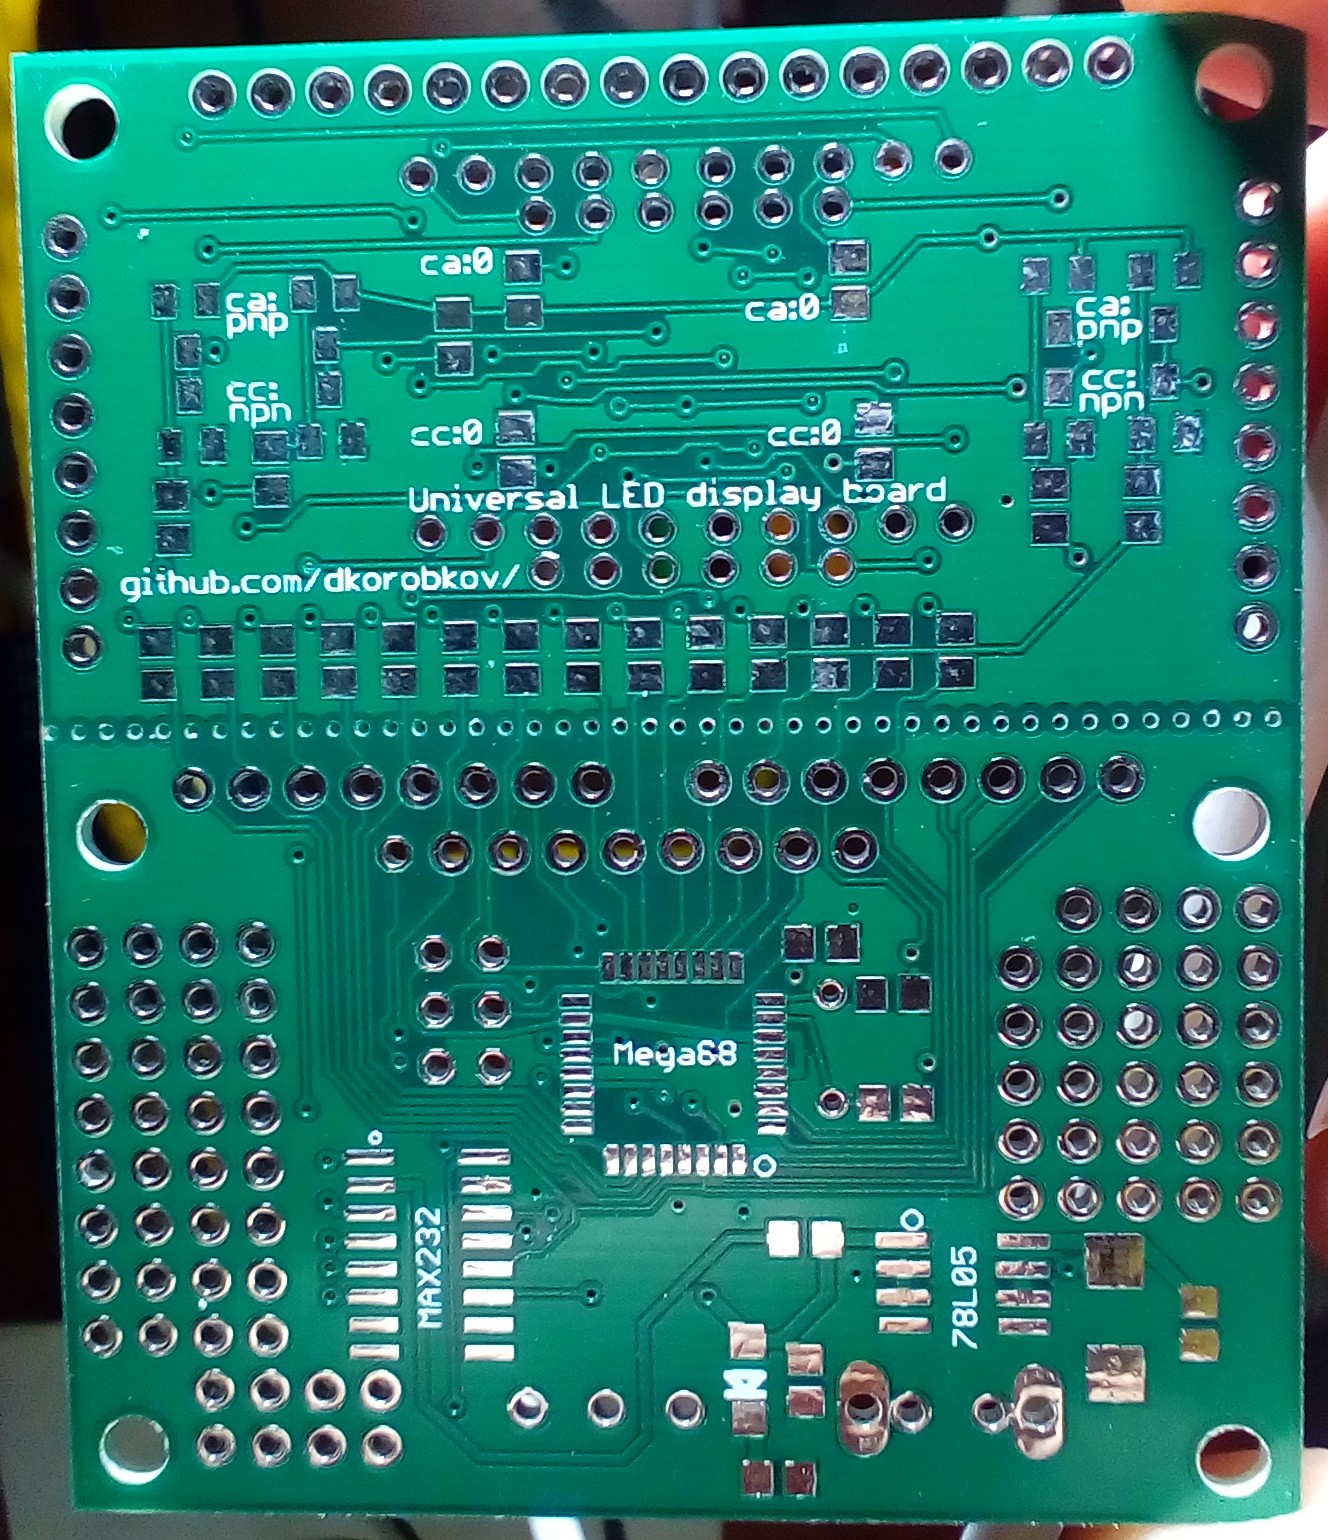 ca:0
ca:
pnp
ca:0
ca:
pnp
cc:
npn
cc:
npn
cc:0
cc:0
Universal LED display board
github.com/dkorobkov/
Mega68
MAX232
78L05